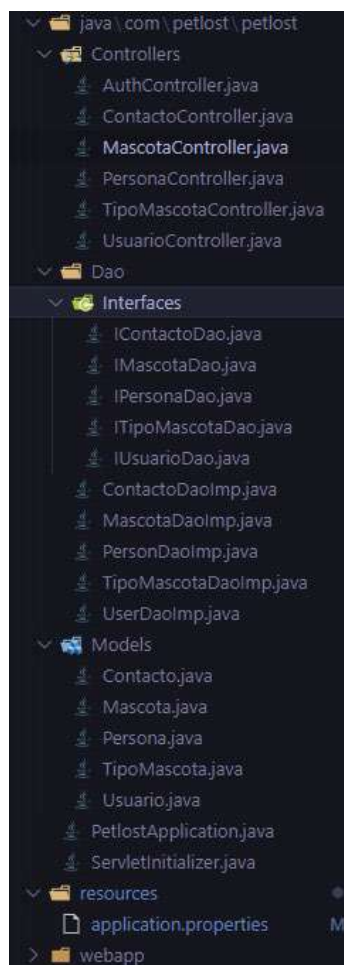 java\com\petlost\petlost
Controllers
AuthController.java
ContactoController.java
MascotaController.java
PersonaController.java
TipoMascotaController.java
UsuarioController.java
Dao
Interfaces
IContactoDao.java
IMascotaDao.java
IPersonaDao.java
ITipoMascotaDao.java
IUsuarioDao.java
ContactoDaoImp.java
MascotaDaoImp.java
PersonDaoImp.java
TipoMascotaDaoImp.java
UserDaoImp.java
Models
Contacto.java
Mascota.java
Persona.java
TipoMascota.java
Usuario.java
PetlostApplication.java
ServletInitializer.java
resources
application.properties M
webapp